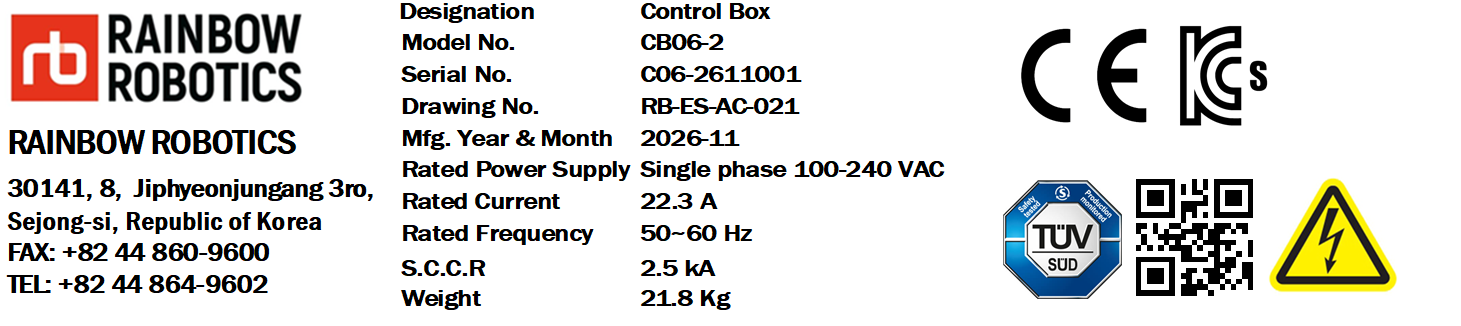 rb RAINBOW
ROBOTICS
RAINBOW ROBOTICS
30141, 8, Jiphyeonjungang 3ro,
Sejong-si, Republic of Korea
FAX: +82 44 860-9600
TEL: +82 44 864-9602
Designation Control Box
Model No. CB06-2
Serial No. C06-2611001
Drawing No. RB-ES-AC-021
Mfg. Year & Month 2026-11
Rated Power Supply Single phase 100-240 VAC
Rated Current 22.3 A
Rated Frequency 50~60 Hz
S.C.C.R 2.5 kA
Weight 21.8 Kg
CE KC s
Safety tested
Production monitored
TÜV
SÜD